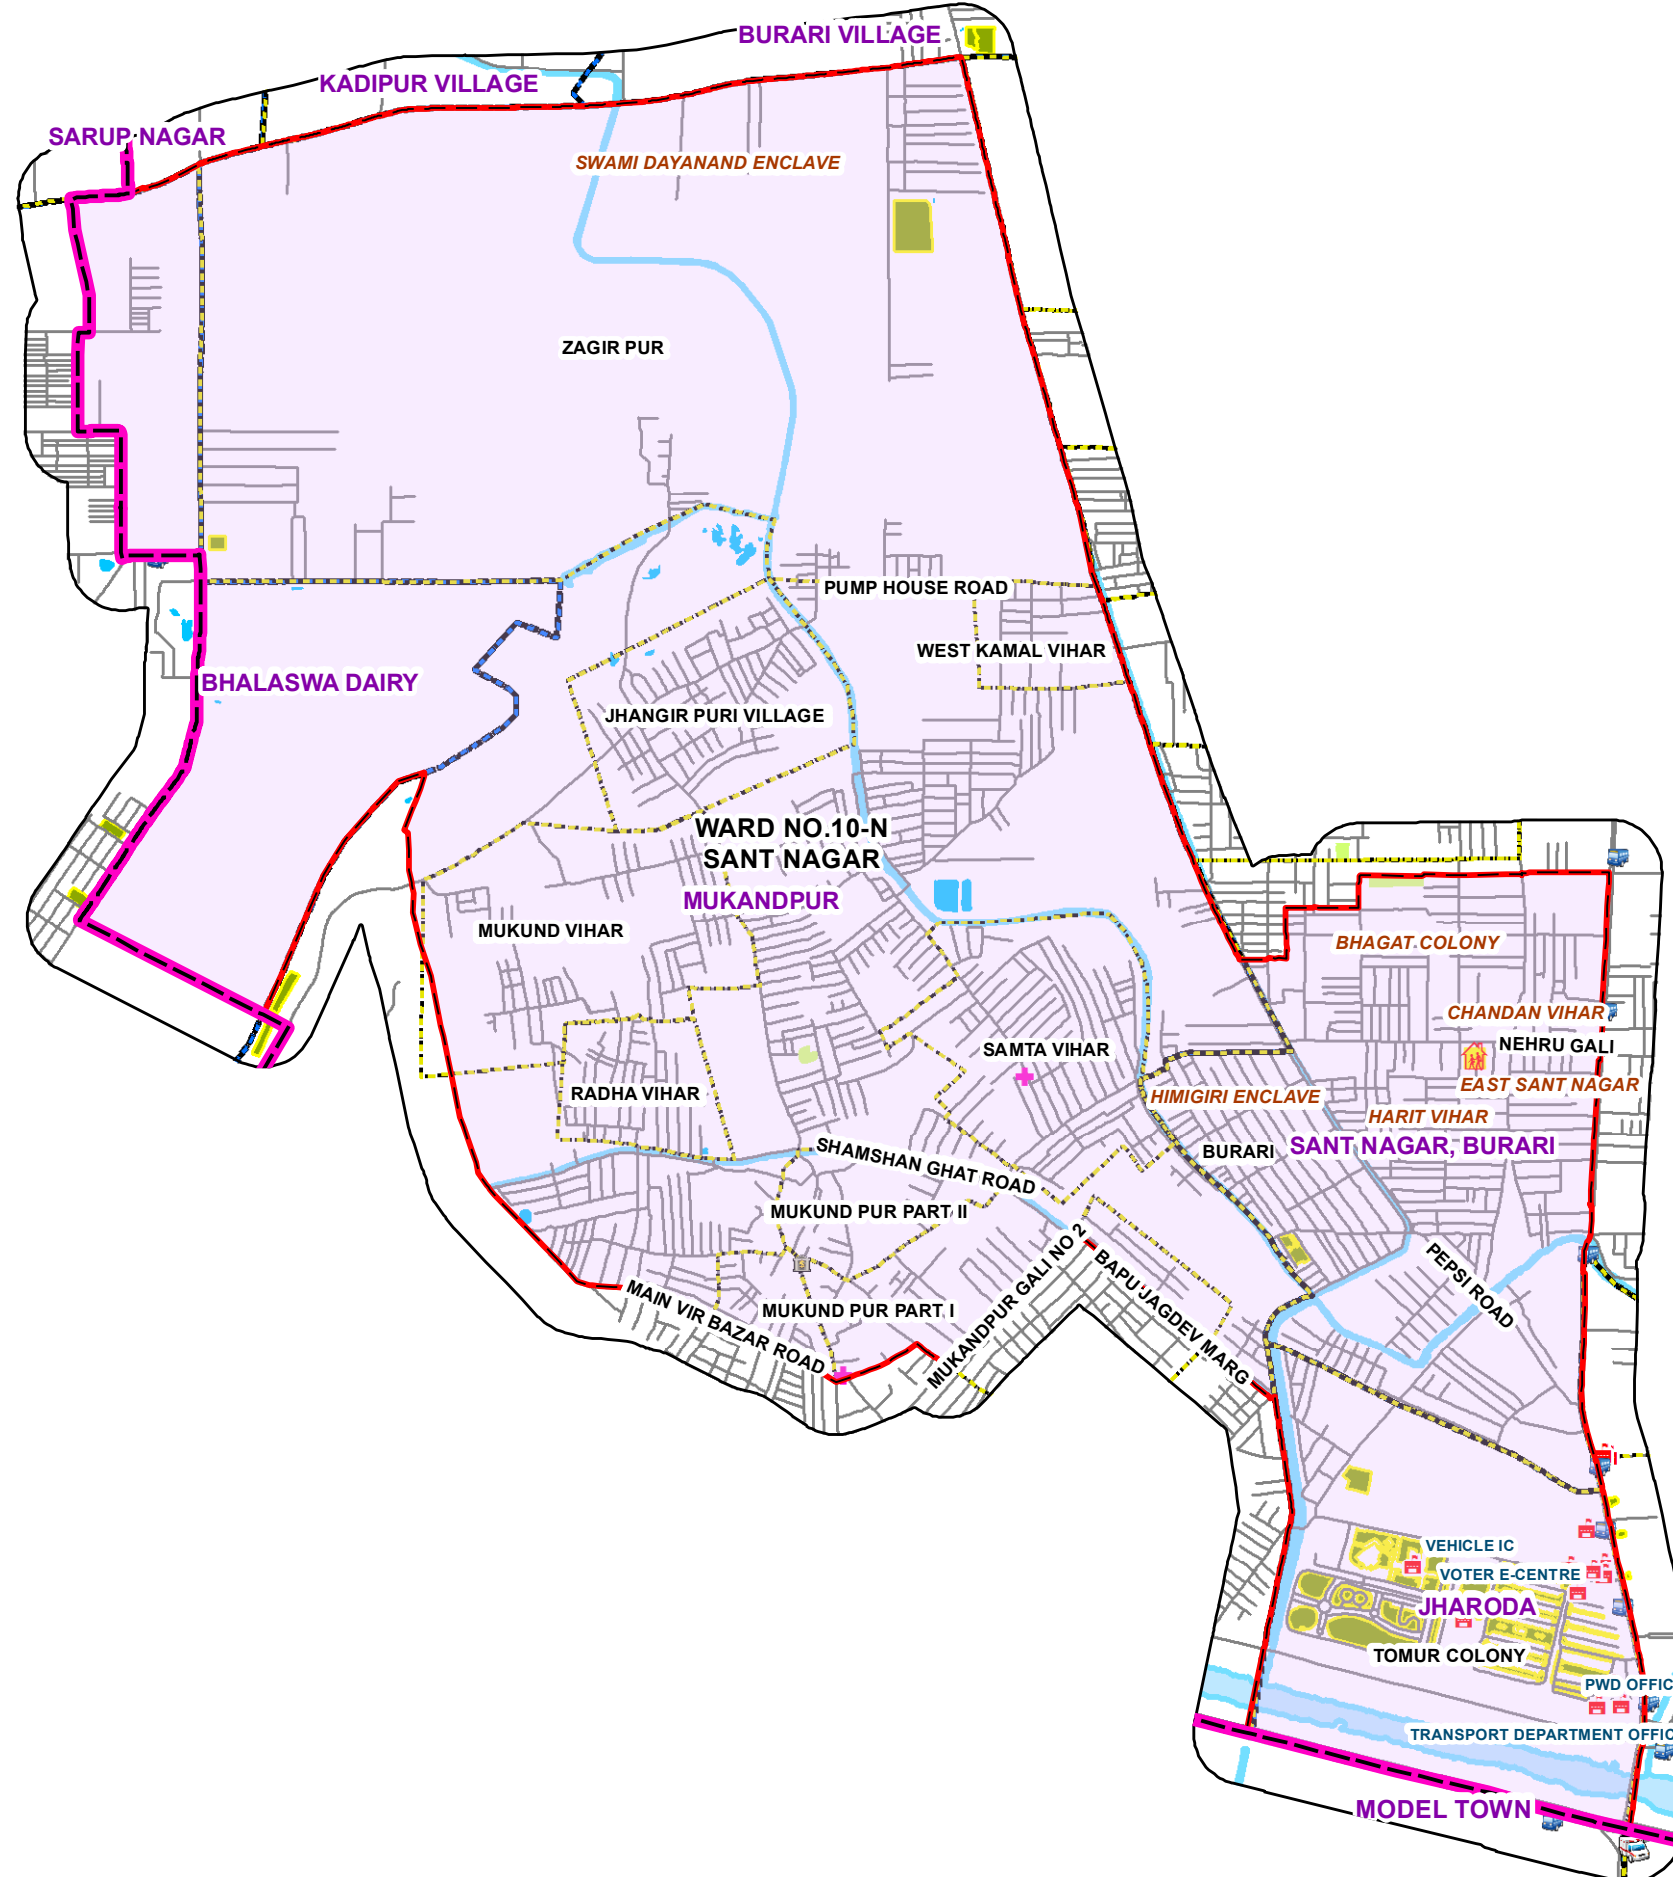 BURARI VILLAGE
KADIPUR VILLAGE
SARUP NAGAR
SWAMI DAYANAND ENCLAVE
ZAGIR PUR
PUMP HOUSE ROAD
WEST KAMAL VIHAR
BHALASWA DAIRY
JHANGIR PURI VILLAGE
WARD NO.10-N
SANT NAGAR
MUKANDPUR
MUKUND VIHAR
BHAGAT COLONY
CHANDAN VIHAR
NEHRU GALI
SAMTA VIHAR
EAST SANT NAGAR
RADHA VIHAR
HIMIGIRI ENCLAVE
HARIT VIHAR
SANT NAGAR, BURARI
BURARI
SHAMSHAN GHAT ROAD
MUKUND PUR PART II
MUKANDPUR GALI NO 2
BAPU JAGDEV MARG
PEPSI ROAD
MAIN VIR BAZAR ROAD
MUKUND PUR PART I
VEHICLE IC
VOTER E-CENTRE
JHARODA
TOMUR COLONY
PWD OFFIC
TRANSPORT DEPARTMENT OFFIC
MODEL TOWN